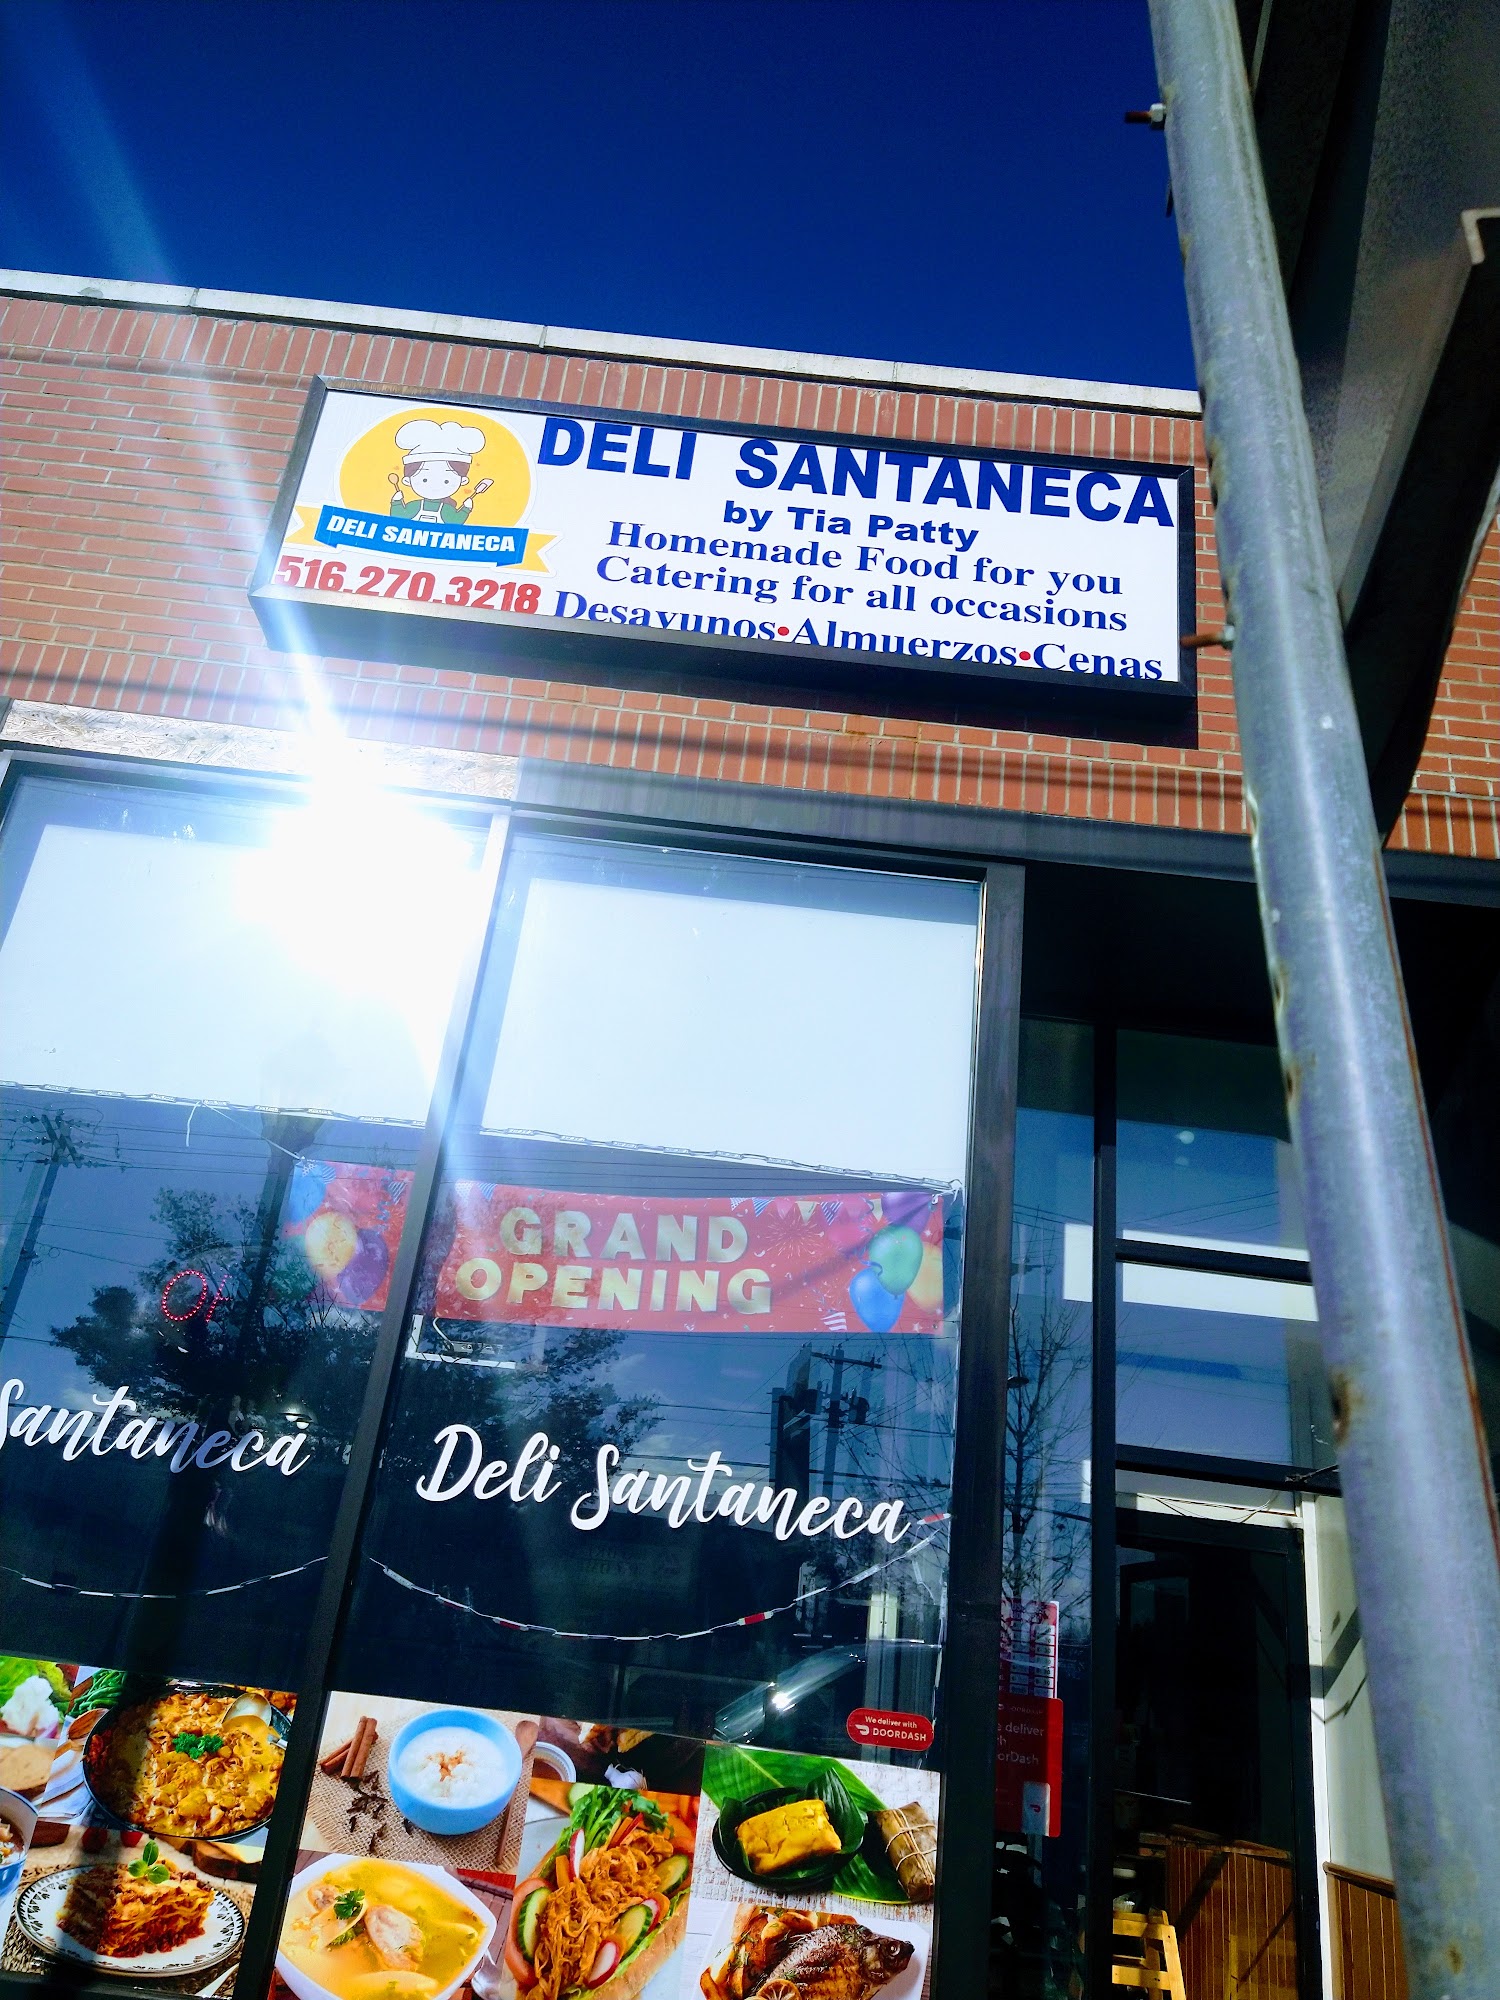 DELI SANTANECA
by Tia Patty
Homemade Food for you
Catering for all occasions
Desayunos•Almuerzos•Cenas
DELI SANTANECA
516.270.3218
GRAND
OPENING
Santaneca
Deli Santaneca
We deliver with
DOORDASH
deliver